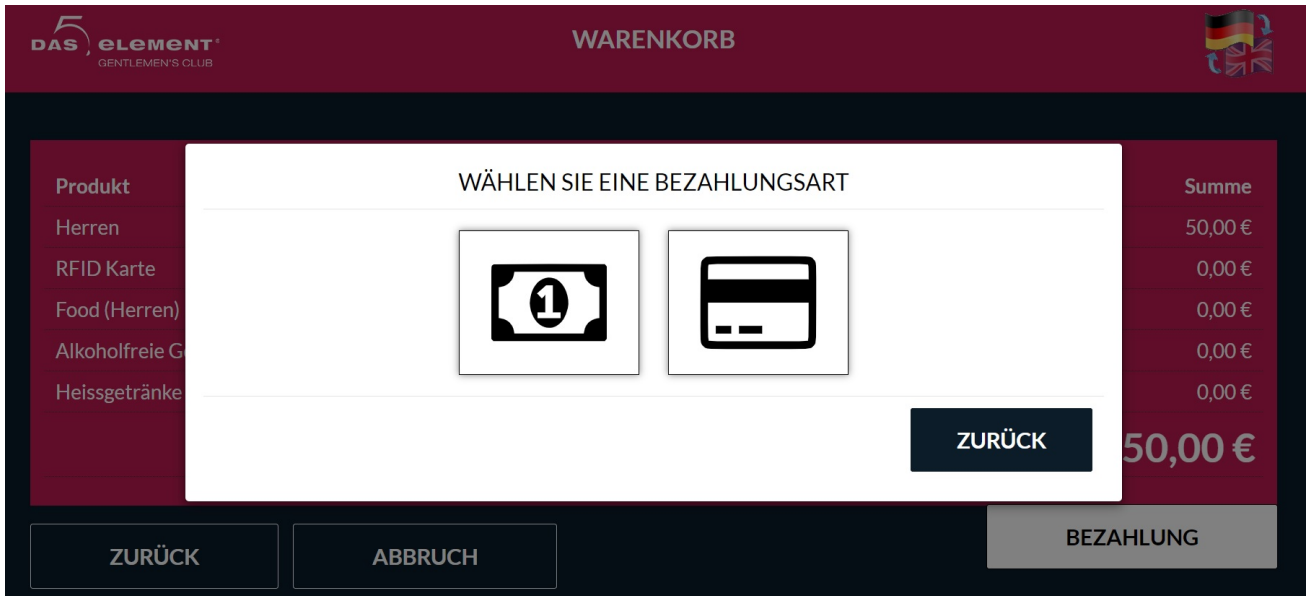 DAS 5 eLemenT
GENTLEMEN'S CLUB
WARENKORB
WÄHLEN SIE EINE BEZAHLUNGSART
Produkt
Summe
Herren
50,00 €
RFID Karte
0,00 €
Food (Herren)
0,00 €
Alkoholfreie
0,00 €
Heissgetränke
0,00 €
1
ZURÜCK
50,00 €
ZURÜCK
ABBRUCH
BEZAHLUNG